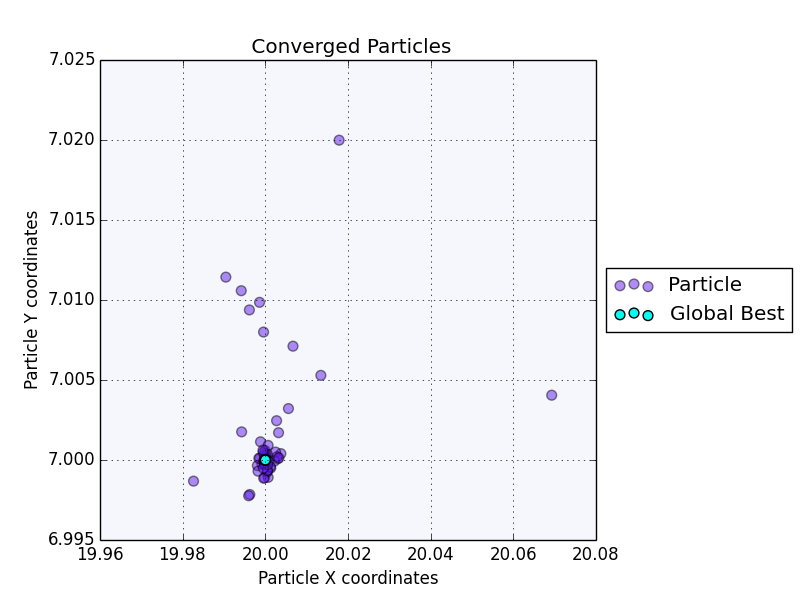 Converged Particles
7.025
7.020
7.015
7.010
7.005
7.000
6.995
19.96 19.98 20.00 20.02 20.04 20.06 20.08
Particle X coordinates
Particle Y coordinates
Particle
Global Best